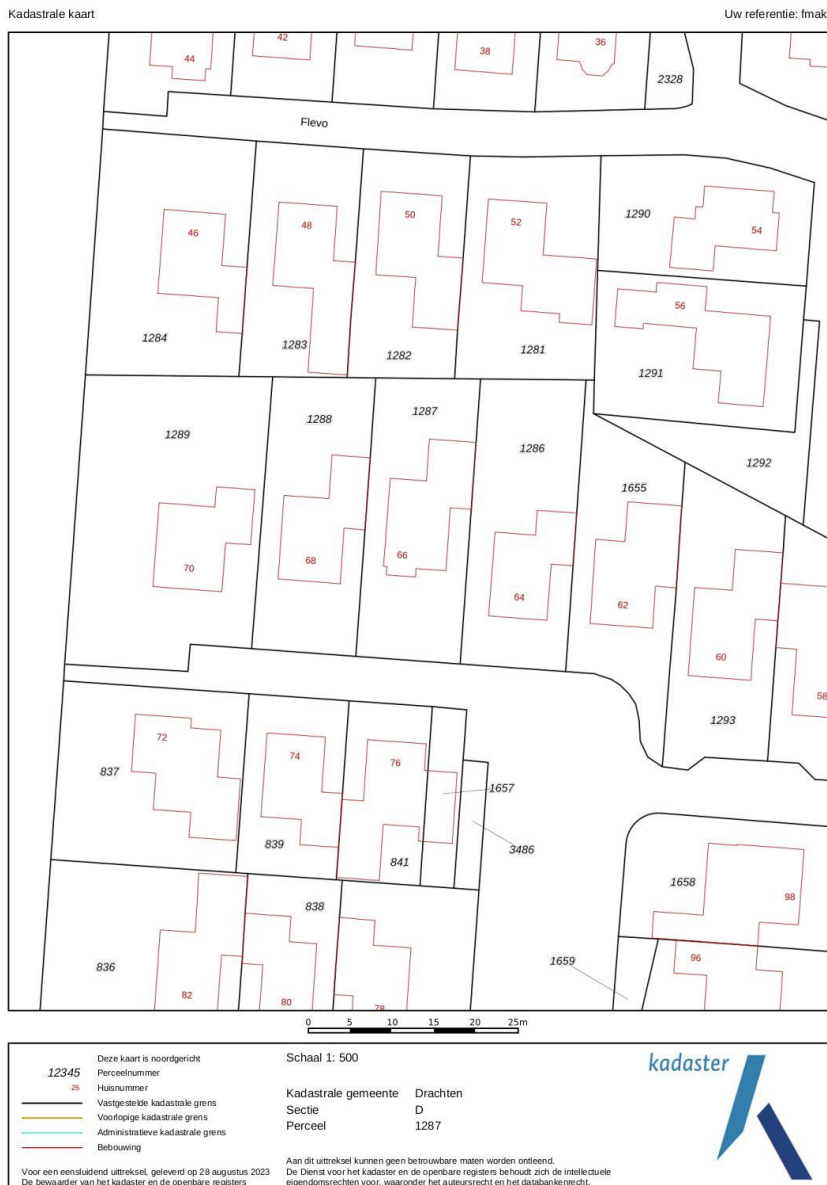 Kadastrale kaart
Uw referentie: fmak
44
42
38
36
2328
Flevo
1290
54
46
48
50
52
56
1284
1283
1282
1281
1291
1289
1288
1287
1286
1292
1655
70
68
66
64
62
60
58
1293
72
74
76
837
1657
839
841
3486
1658
98
838
836
1659
96
82
80
78
0 5 10 15 20 25m
Deze kaart is noordgericht
12345 Perceelnummer
25 Huisnummer
Vastgestelde kadastrale grens
Voorlopige kadastrale grens
Administratieve kadastrale grens
Bebouwing
Voor een eensluidend uittreksel, geleverd op 28 augustus 2023
De bewaarder van het kadaster en de openbare registers
Schaal 1: 500
Kadastrale gemeente Drachten
Sectie D
Perceel 1287
Aan dit uittreksel kunnen geen betrouwbare maten worden ontleend.
De Dienst voor het kadaster en de openbare registers behoudt zich de intellectuele
eigendomsrechten voor, waaronder het auteursrecht en het databankenrecht.
kadaster